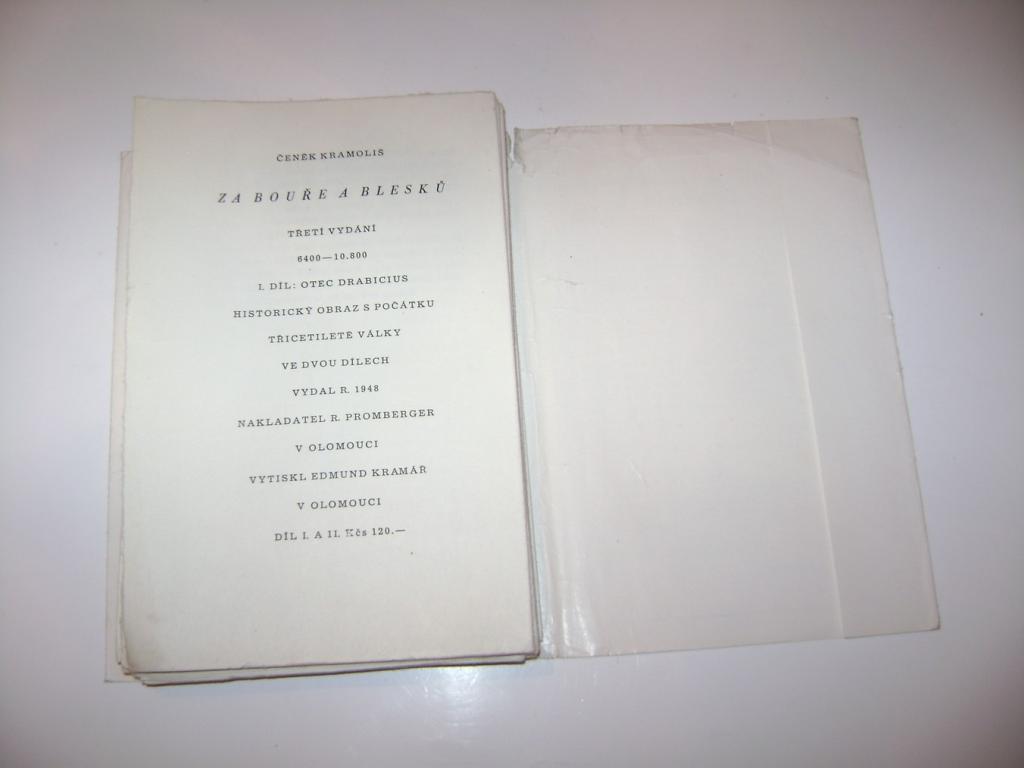 ČENĚK KRAMOLIŠ
ZA BOUŘE A BLESKŮ
TŘETÍ VYDÁNÍ
6400—10.800
I. DÍL: OTEC DRABICIUS
HISTORICKÝ OBRAZ S POČÁTKU
TŘICETILETÉ VÁLKY
VE DVOU DÍLECH
VYDAL R. 1948
NAKLADATEL R. PROMBERGER
V OLOMOUCI
VYTISKL EDMUND KRAMÁŘ
V OLOMOUCI
DÍL I. A II. Kčs 120.—